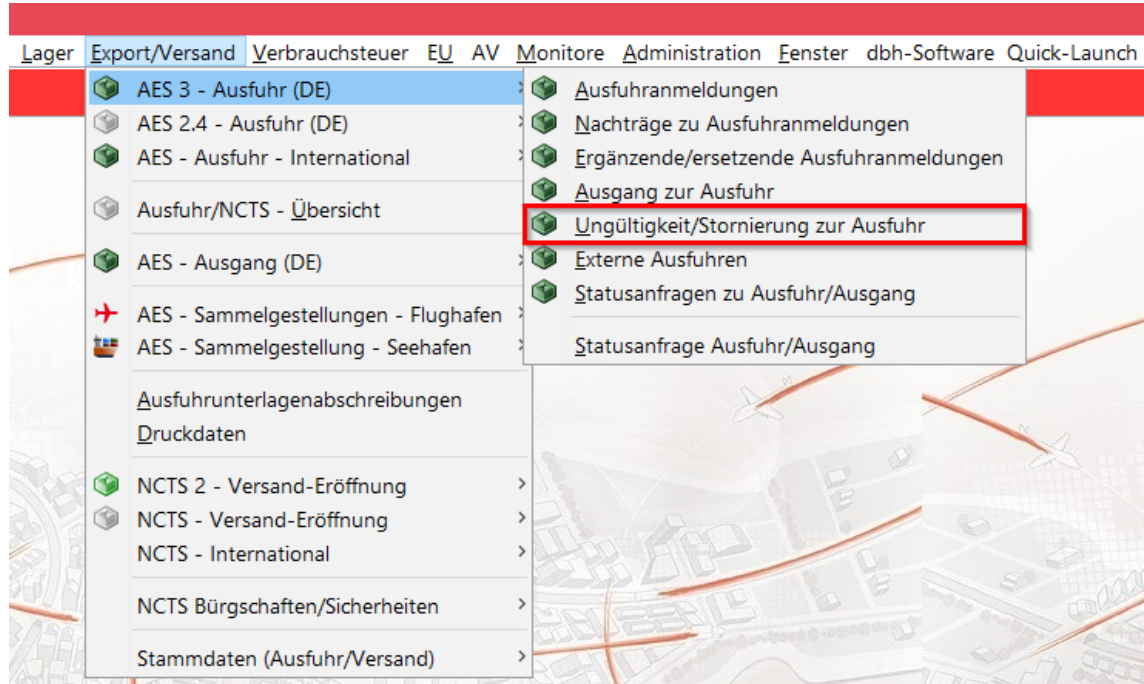 Lager Export/Versand Verbrauchsteuer EU AV Monitore Administration Fenster dbh-Software Quick-Launch
AES 3 - Ausfuhr (DE)
AES 2.4 - Ausfuhr (DE)
AES - Ausfuhr - International
Ausfuhr/NCTS - Übersicht
AES - Ausgang (DE)
AES - Sammelgestellungen - Flughafen
AES - Sammelgestellung - Seehafen
Ausfuhrunterlagenabschreibungen
Druckdaten
NCTS 2 - Versand-Eröffnung
NCTS - Versand-Eröffnung
NCTS - International
NCTS Bürgschaften/Sicherheiten
Stammdaten (Ausfuhr/Versand)
Ausfuhranmeldungen
Nachträge zu Ausfuhranmeldungen
Ergänzende/ersetzende Ausfuhranmeldungen
Ausgang zur Ausfuhr
Ungültigkeit/Stornierung zur Ausfuhr
Externe Ausfuhren
Statusanfragen zu Ausfuhr/Ausgang
Statusanfrage Ausfuhr/Ausgang